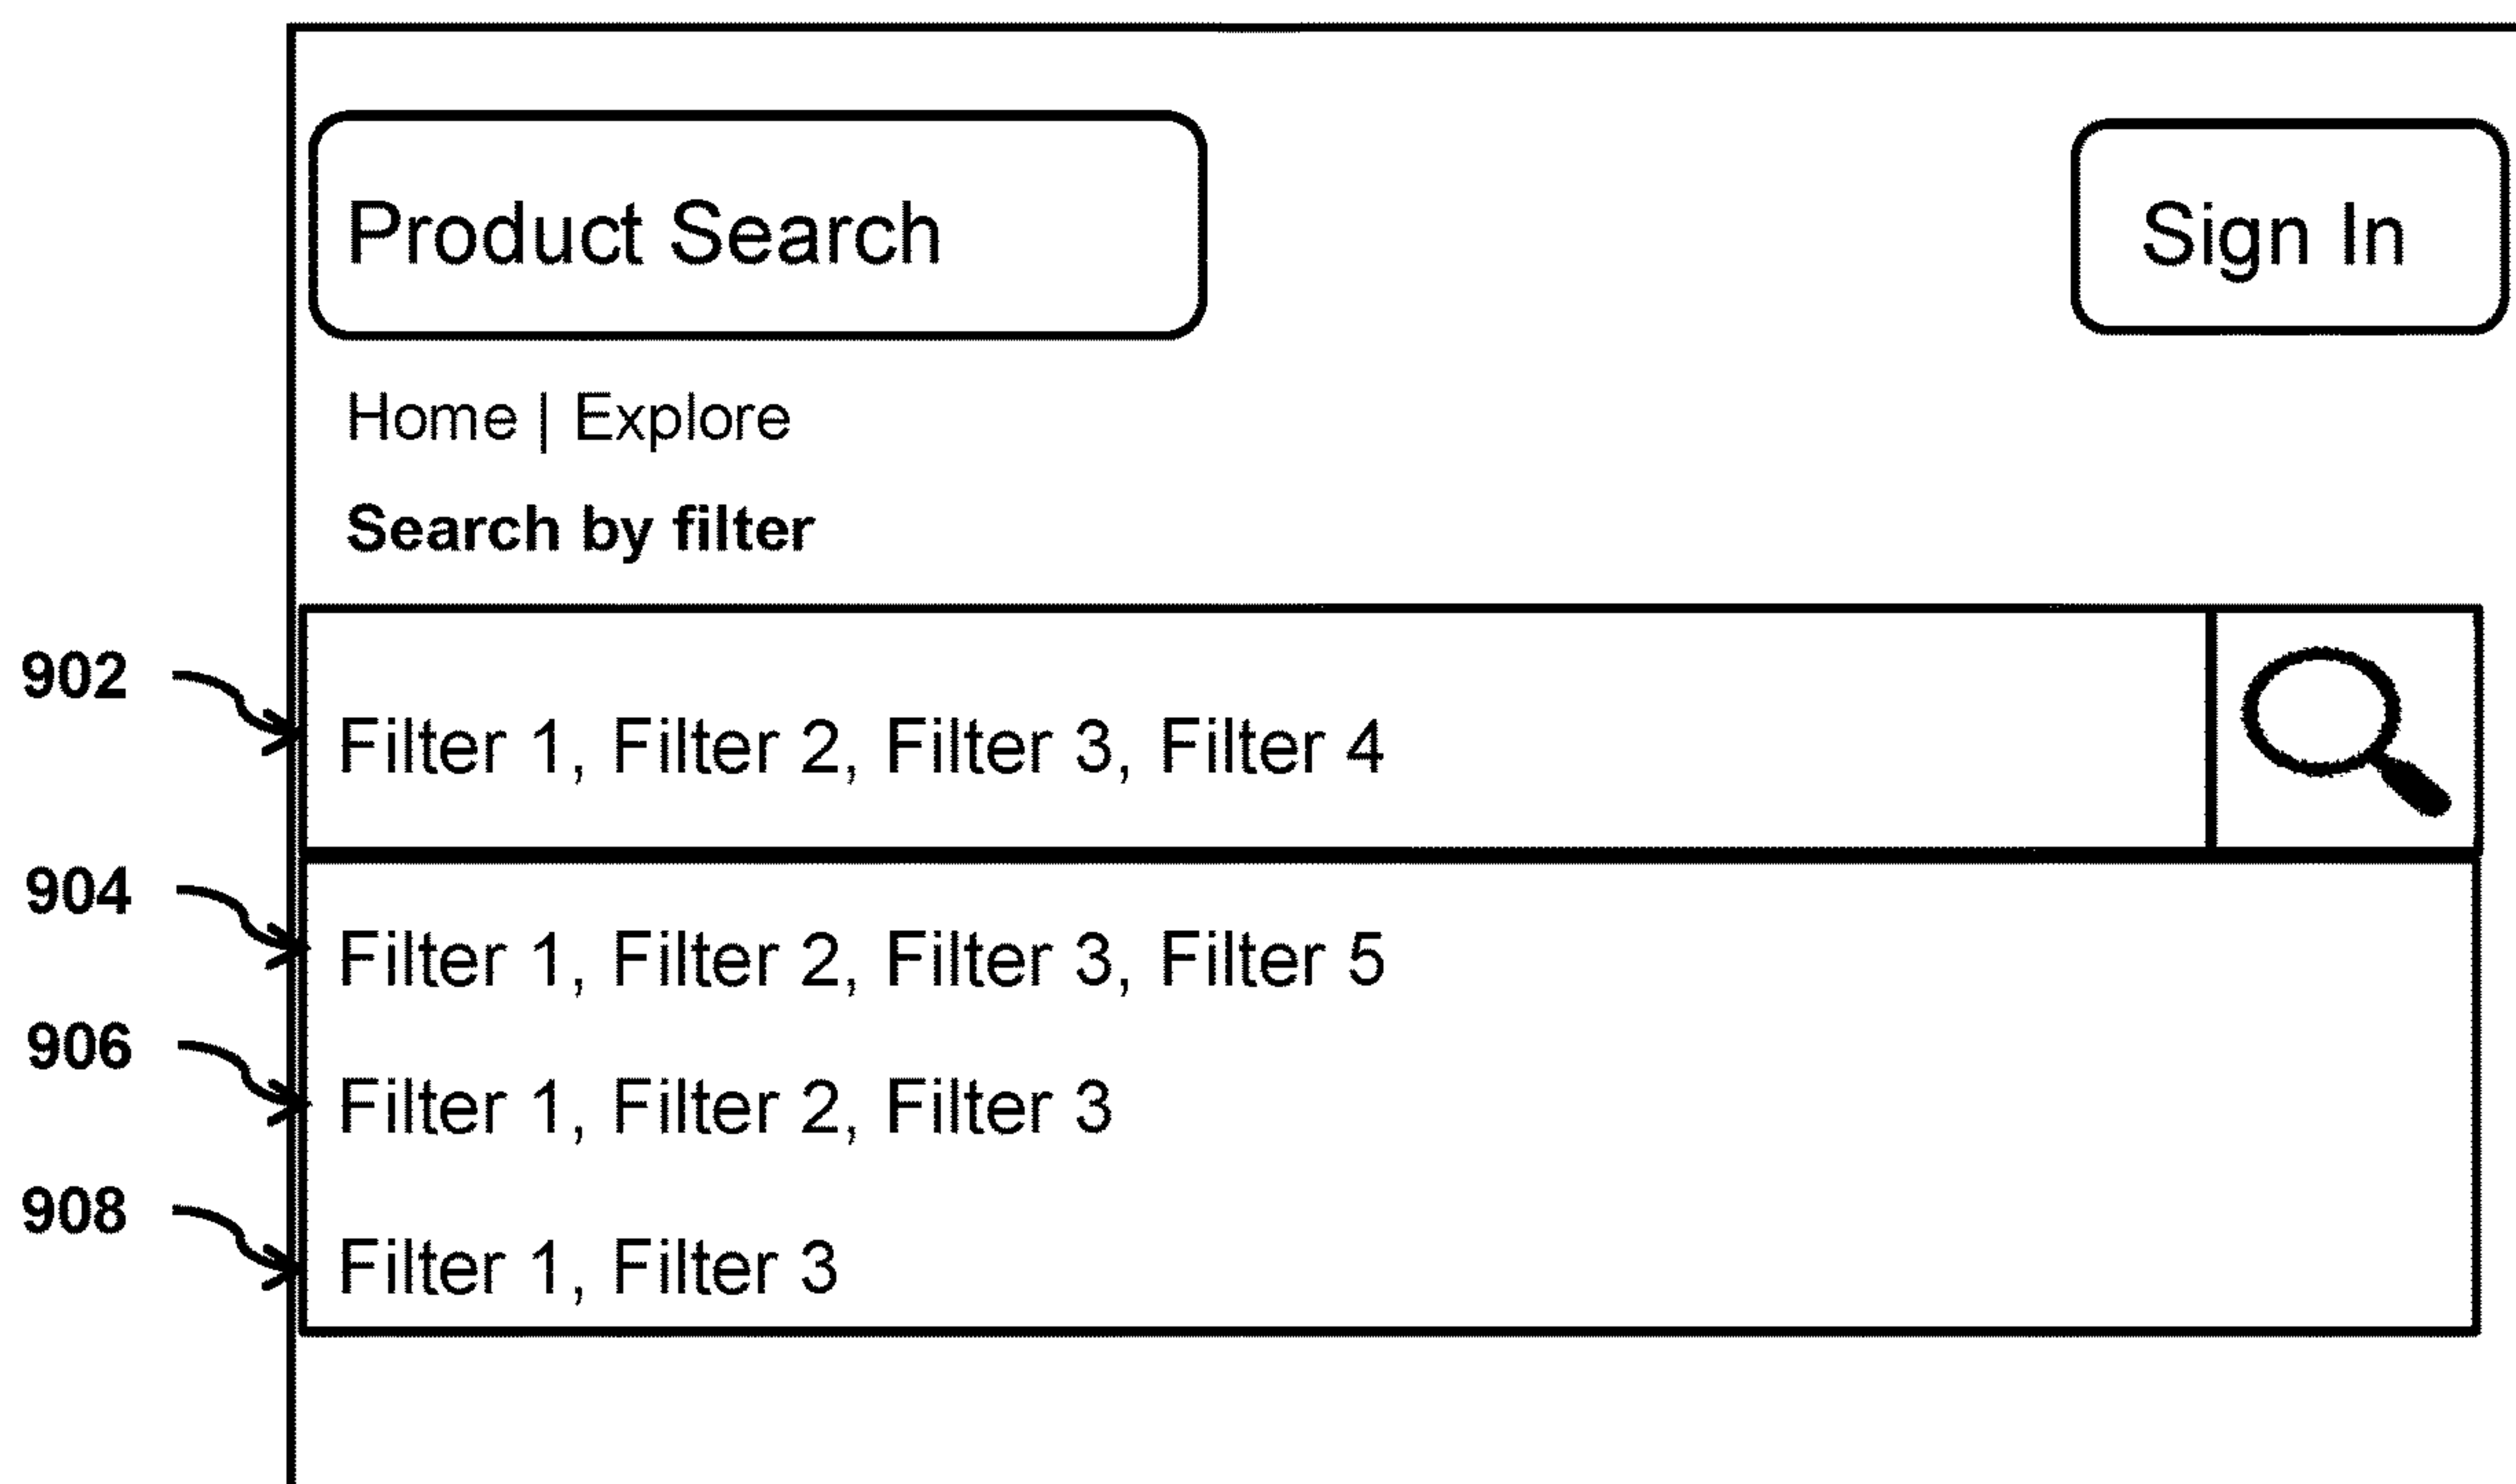 Product Search
Sign In
Home | Explore
Search by filter
902
Filter 1, Filter 2, Filter 3, Filter 4
904
Filter 1, Filter 2, Filter 3, Filter 5
906
Filter 1, Filter 2, Filter 3
908
Filter 1, Filter 3